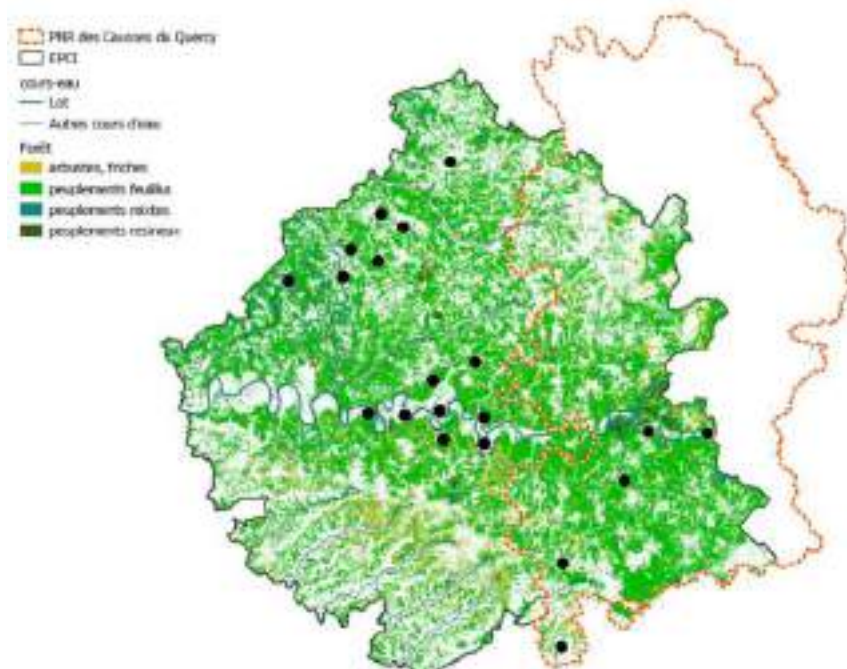 PNR des Causses du Quercy
EPCI
cours-eau
Lot
Autres cours d'eau
Forêt
arbustes, friches
peuplements feuillus
peuplements mixtes
peuplements résineux